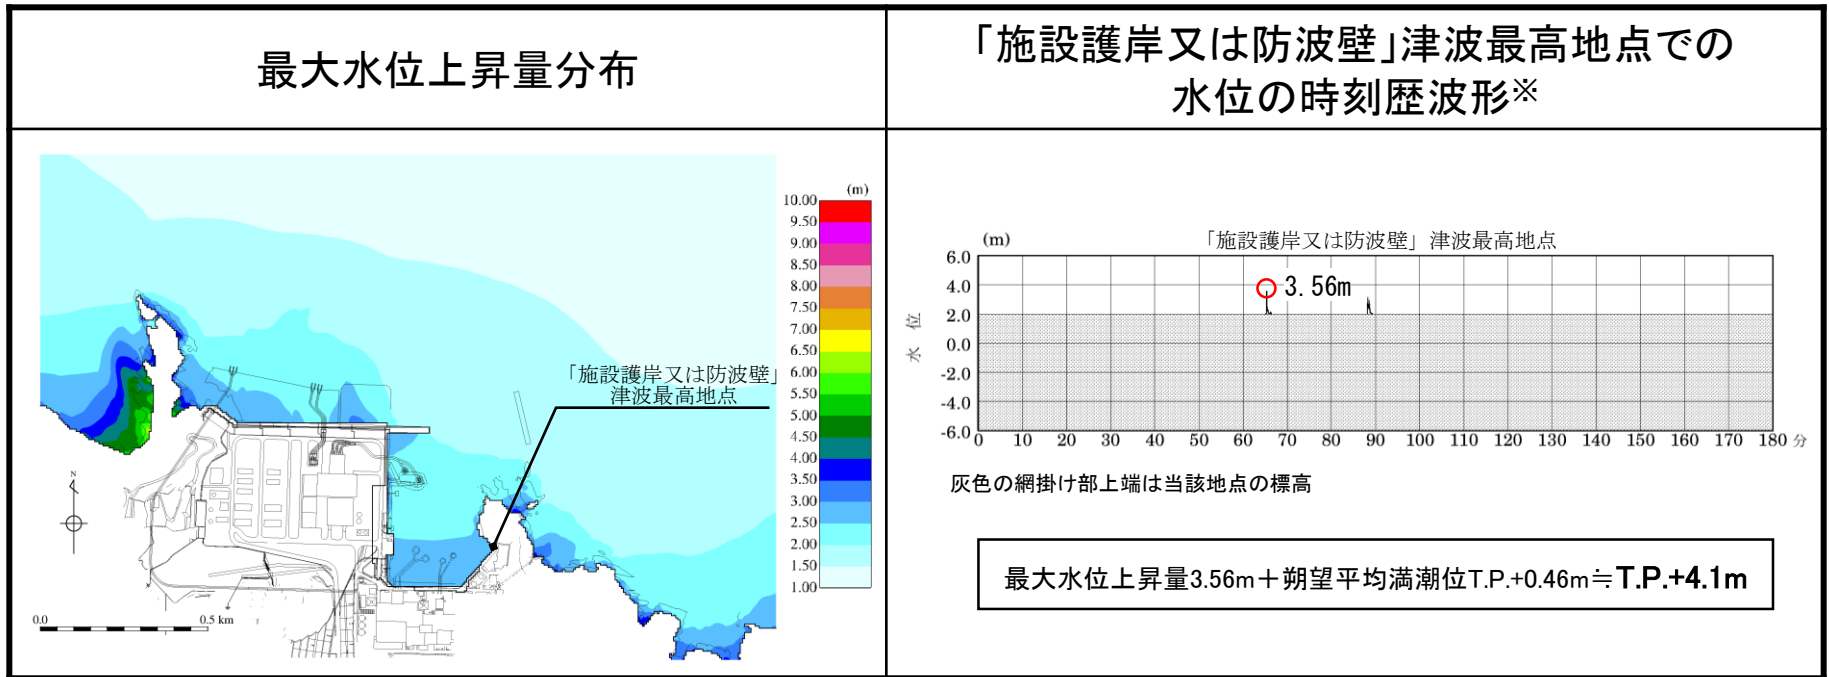 最大水位上昇量分布
「施設護岸又は防波壁」津波最高地点での
水位の時刻歴波形※
(m)
10.00
9.50
9.00
8.50
8.00
7.50
7.00
6.50
6.00
5.50
5.00
4.50
4.00
3.50
3.00
2.50
2.00
1.50
1.00
「施設護岸又は防波壁」
津波最高地点
N
0.0
0.5 km
(m)
「施設護岸又は防波壁」津波最高地点
6.0
4.0
2.0
0.0
-2.0
-4.0
-6.0
3.56m
水位
0 10 20 30 40 50 60 70 80 90 100 110 120 130 140 150 160 170 180 分
灰色の網掛け部上端は当該地点の標高
最大水位上昇量3.56m＋朔望平均満潮位T.P.+0.46m≒T.P.+4.1m